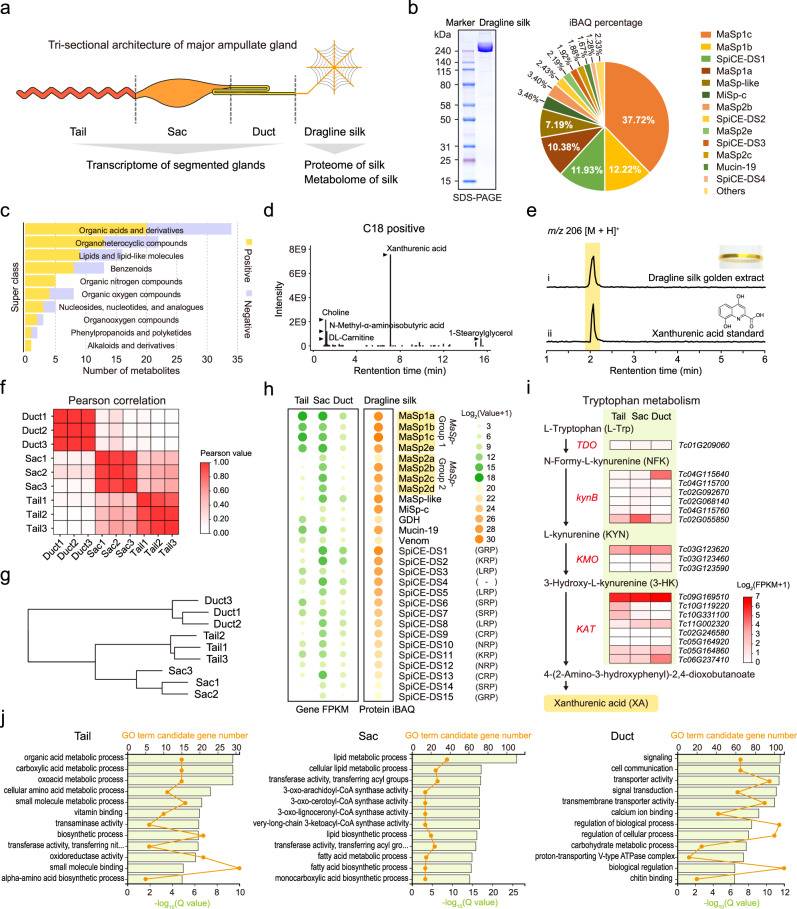 a
Tri-sectional architecture of major ampullate gland
Tail Sac Duct Dragline silk
Transcriptome of segmented glands
Proteome of silk
Metabolome of silk
b
Marker Dragline silk
kDa
240
140
115
80
65
50
31
25
15
SDS-PAGE
iBAQ percentage
37.72%
12.22%
11.93%
10.38%
7.19%
3.46%
3.40%
2.43%
2.19%
1.92%
1.88%
1.67%
1.28%
2.33%
MaSp1c
MaSp1b
SpiCE-DS1
MaSp1a
MaSp-like
MiSp-c
MaSp2b
SpiCE-DS2
MaSp2e
SpiCE-DS3
MaSp2c
Mucin-19
SpiCE-DS4
Others
c
Super class
Organic acids and derivatives
Organoheterocyclic compounds
Lipids and lipid-like molecules
Benzenoids
Organic nitrogen compounds
Organic oxygen compounds
Nucleosides, nucleotides, and analogues
Organooxygen compounds
Phenylpropanoids and polyketides
Alkaloids and derivatives
0 5 10 15 20 25 30 35
Number of metabolites
Positive
Negative
d
C18 positive
Intensity
8E9
6E9
4E9
2E9
0
Xanthurenic acid
Choline
N-Methyl-α-aminoisobutyric acid
DL-Carnitine
1-Stearoylglycerol
0 2 4 6 8 10 12 14 16
Rentention time (min)
e
m/z 206 [M + H]+
i
Dragline silk golden extract
ii
Xanthurenic acid standard
1 2 3 4 5 6
Rentention time (min)
f
Pearson correlation
Duct1
Duct2
Duct3
Sac1
Sac2
Sac3
Tail1
Tail2
Tail3
Duct1 Duct2 Duct3 Sac1 Sac2 Sac3 Tail1 Tail2 Tail3
Pearson value
1.00
0.80
0.60
0.40
0.20
0.00
g
Duct3
Duct1
Duct2
Tail2
Tail1
Tail3
Sac3
Sac1
Sac2
h
Tail Sac Duct Dragline silk
MaSp1a
MaSp1b
MaSp1c
MaSp2e
MaSp2a
MaSp2b
MaSp2c
MaSp2d
MaSp-like
MiSp-c
GDH
Mucin-19
Venom
SpiCE-DS1 (GRP)
SpiCE-DS2 (KRP)
SpiCE-DS3 (LRP)
SpiCE-DS4 ( - )
SpiCE-DS5 (LRP)
SpiCE-DS6 (SRP)
SpiCE-DS7 (SRP)
SpiCE-DS8 (LRP)
SpiCE-DS9 (CRP)
SpiCE-DS10 (NRP)
SpiCE-DS11 (KRP)
SpiCE-DS12 (NRP)
SpiCE-DS13 (CRP)
SpiCE-DS14 (SRP)
SpiCE-DS15 (GRP)
MaSp-Group 1
MaSp-Group 2
Log2(Value+1)
3
6
9
12
15
18
22
24
26
28
30
Gene FPKM Protein iBAQ
i
Tryptophan metabolism
Tail Sac Duct
L-Tryptophan (L-Trp)
TDO Tc01G209060
N-Formy-L-kynurenine (NFK)
kynB
Tc04G115640
Tc04G115700
Tc02G092670
Tc02G068140
Tc04G115760
Tc02G055850
L-kynurenine (KYN)
KMO
Tc03G123620
Tc03G123460
Tc03G123590
3-Hydroxy-L-kynurenine (3-HK)
KAT
Tc09G169510
Tc10G119220
Tc10G331100
Tc11G002320
Tc02G246580
Tc05G164920
Tc05G164860
Tc06G237410
Log2(FPKM+1)
7
6
5
4
3
2
1
0
4-(2-Amino-3-hydroxyphenyl)-2,4-dioxobutanoate
Xanthurenic acid (XA)
j
Tail
GO term candidate gene number
0 5 10 15 20 25 30
organic acid metabolic process
carboxylic acid metabolic process
oxoacid metabolic process
cellular amino acid metabolic process
small molecule metabolic process
vitamin binding
transaminase activity
biosynthetic process
transferase activity, transferring nit...
oxidoreductase activity
small molecule binding
alpha-amino acid biosynthetic process
0 2 4 6 8 10
-log10(Q value)
Sac
GO term candidate gene number
0 20 40 60 80 100
lipid metabolic process
cellular lipid metabolic process
transferase activity, transferring acyl groups
3-oxo-arachidoyl-CoA synthase activity
3-oxo-cerotoyl-CoA synthase activity
3-oxo-lignoceronyl-CoA synthase activity
very-long-chain 3-ketoacyl-CoA synthase activity
lipid biosynthetic process
transferase activity, transferring acyl gro...
fatty acid metabolic process
fatty acid biosynthetic process
monocarboxylic acid biosynthetic process
0 5 10 15 20 25
-log10(Q value)
Duct
GO term candidate gene number
0 20 40 60 80 100
signaling
cell communication
transporter activity
signal transduction
transmembrane transporter activity
calcium ion binding
regulation of biological process
regulation of cellular process
carbohydrate metabolic process
proton-transporting V-type ATPase complex
biological regulation
chitin binding
0 2 4 6 8 10 12
-log10(Q value)